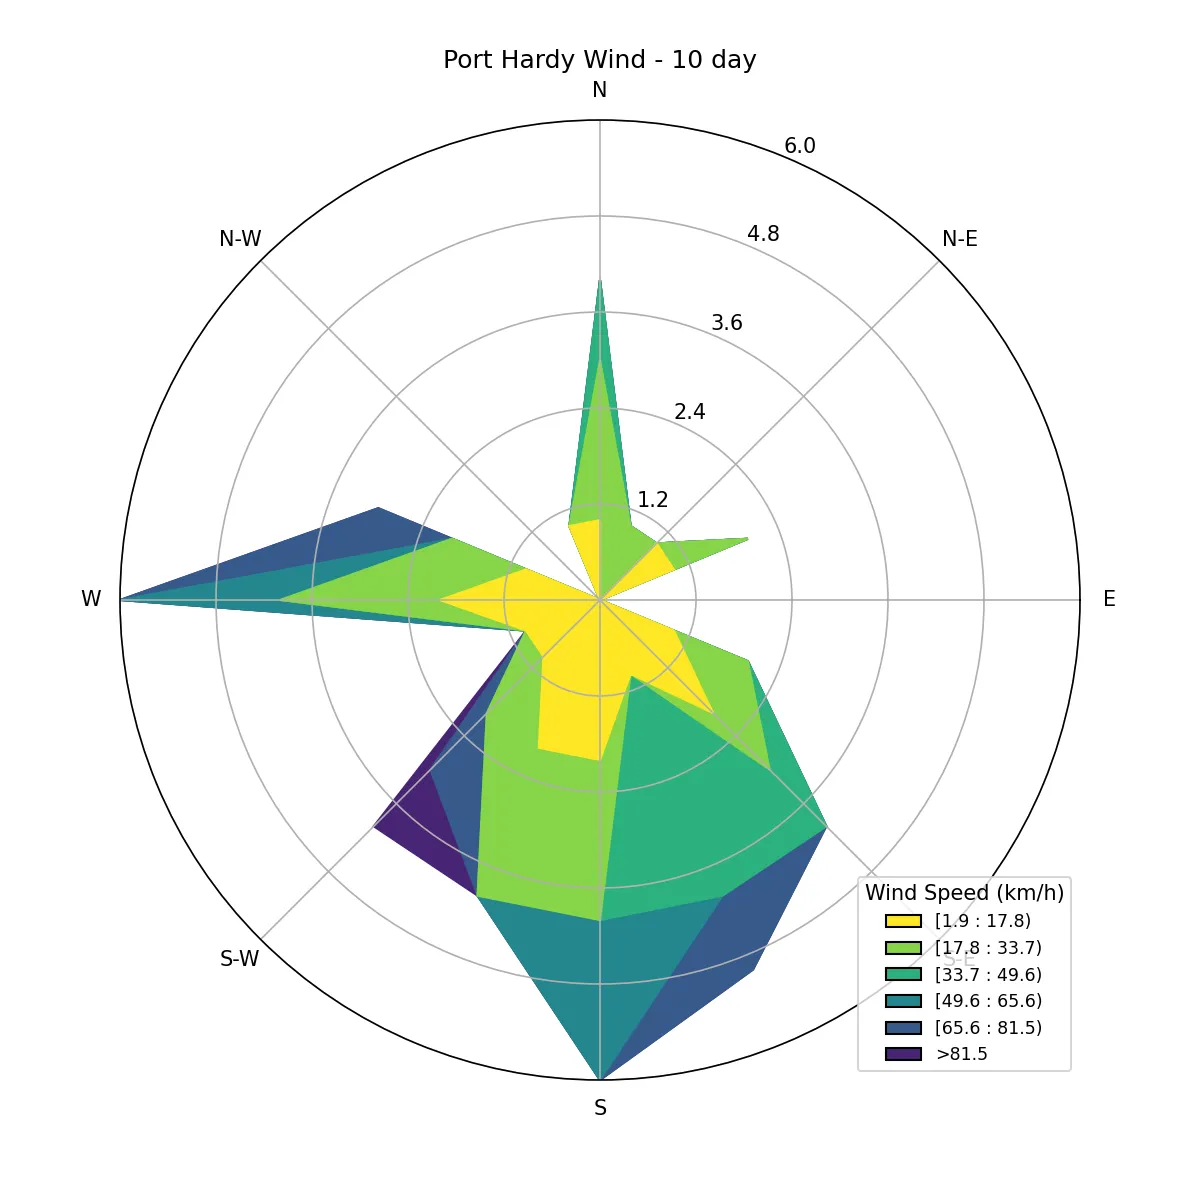 Port Hardy Wind - 10 day
N
6.0
N-W
N-E
4.8
3.6
2.4
1.2
W
E
S-W
S-E
Wind Speed (km/h)
[1.9 : 17.8)
[17.8 : 33.7)
[33.7 : 49.6)
[49.6 : 65.6)
[65.6 : 81.5)
>81.5
S